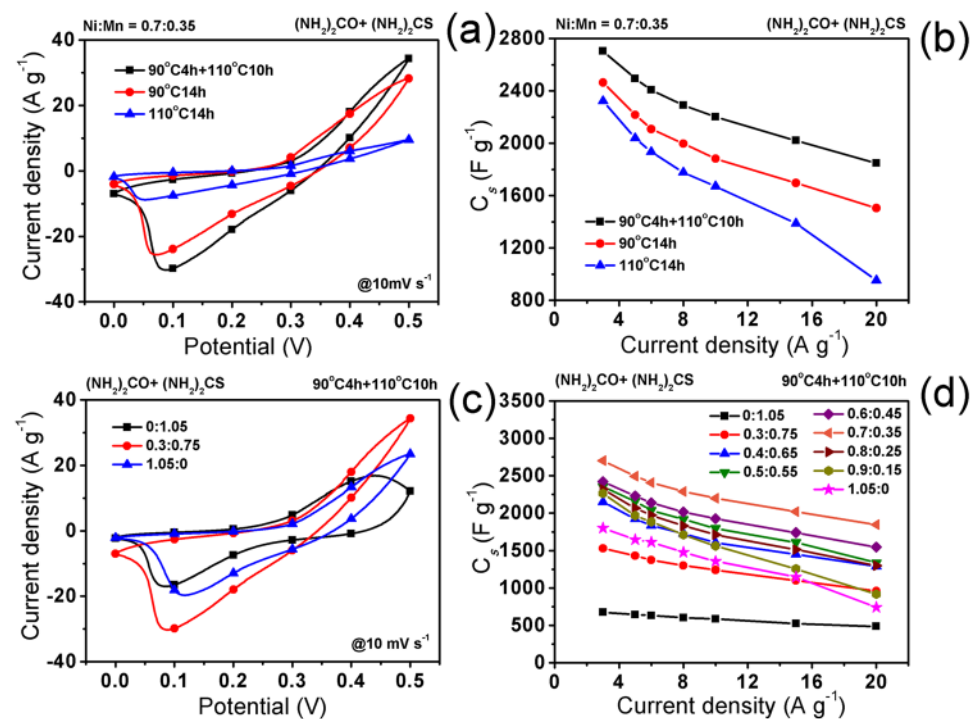 Ni:Mn = 0.7:0.35 (NH₂)₂CO+ (NH₂)₂CS (a)
90°C4h+110°C10h
90°C14h
110°C14h
40
20
0
-20
-40
Current density (A g⁻¹)
@10mV s⁻¹
0.0 0.1 0.2 0.3 0.4 0.5
Potential (V)
Ni:Mn = 0.7:0.35 (NH₂)₂CO+ (NH₂)₂CS (b)
2800
2400
2000
1600
1200
800
Cₛ (F g⁻¹)
90°C4h+110°C10h
90°C14h
110°C14h
4 8 12 16 20
Current density (A g⁻¹)
(NH₂)₂CO+ (NH₂)₂CS 90°C4h+110°C10h (c)
0:1.05
0.3:0.75
1.05:0
40
20
0
-20
-40
Current density (A g⁻¹)
@10 mV s⁻¹
0.0 0.1 0.2 0.3 0.4 0.5
Potential (V)
(NH₂)₂CO+ (NH₂)₂CS 90°C4h+110°C10h (d)
0:1.05 0.6:0.45
0.3:0.75 0.7:0.35
0.4:0.65 0.8:0.25
0.5:0.55 0.9:0.15
1.05:0
3500
3000
2500
2000
1500
1000
500
0
Cₛ (F g⁻¹)
4 8 12 16 20
Current density (A g⁻¹)